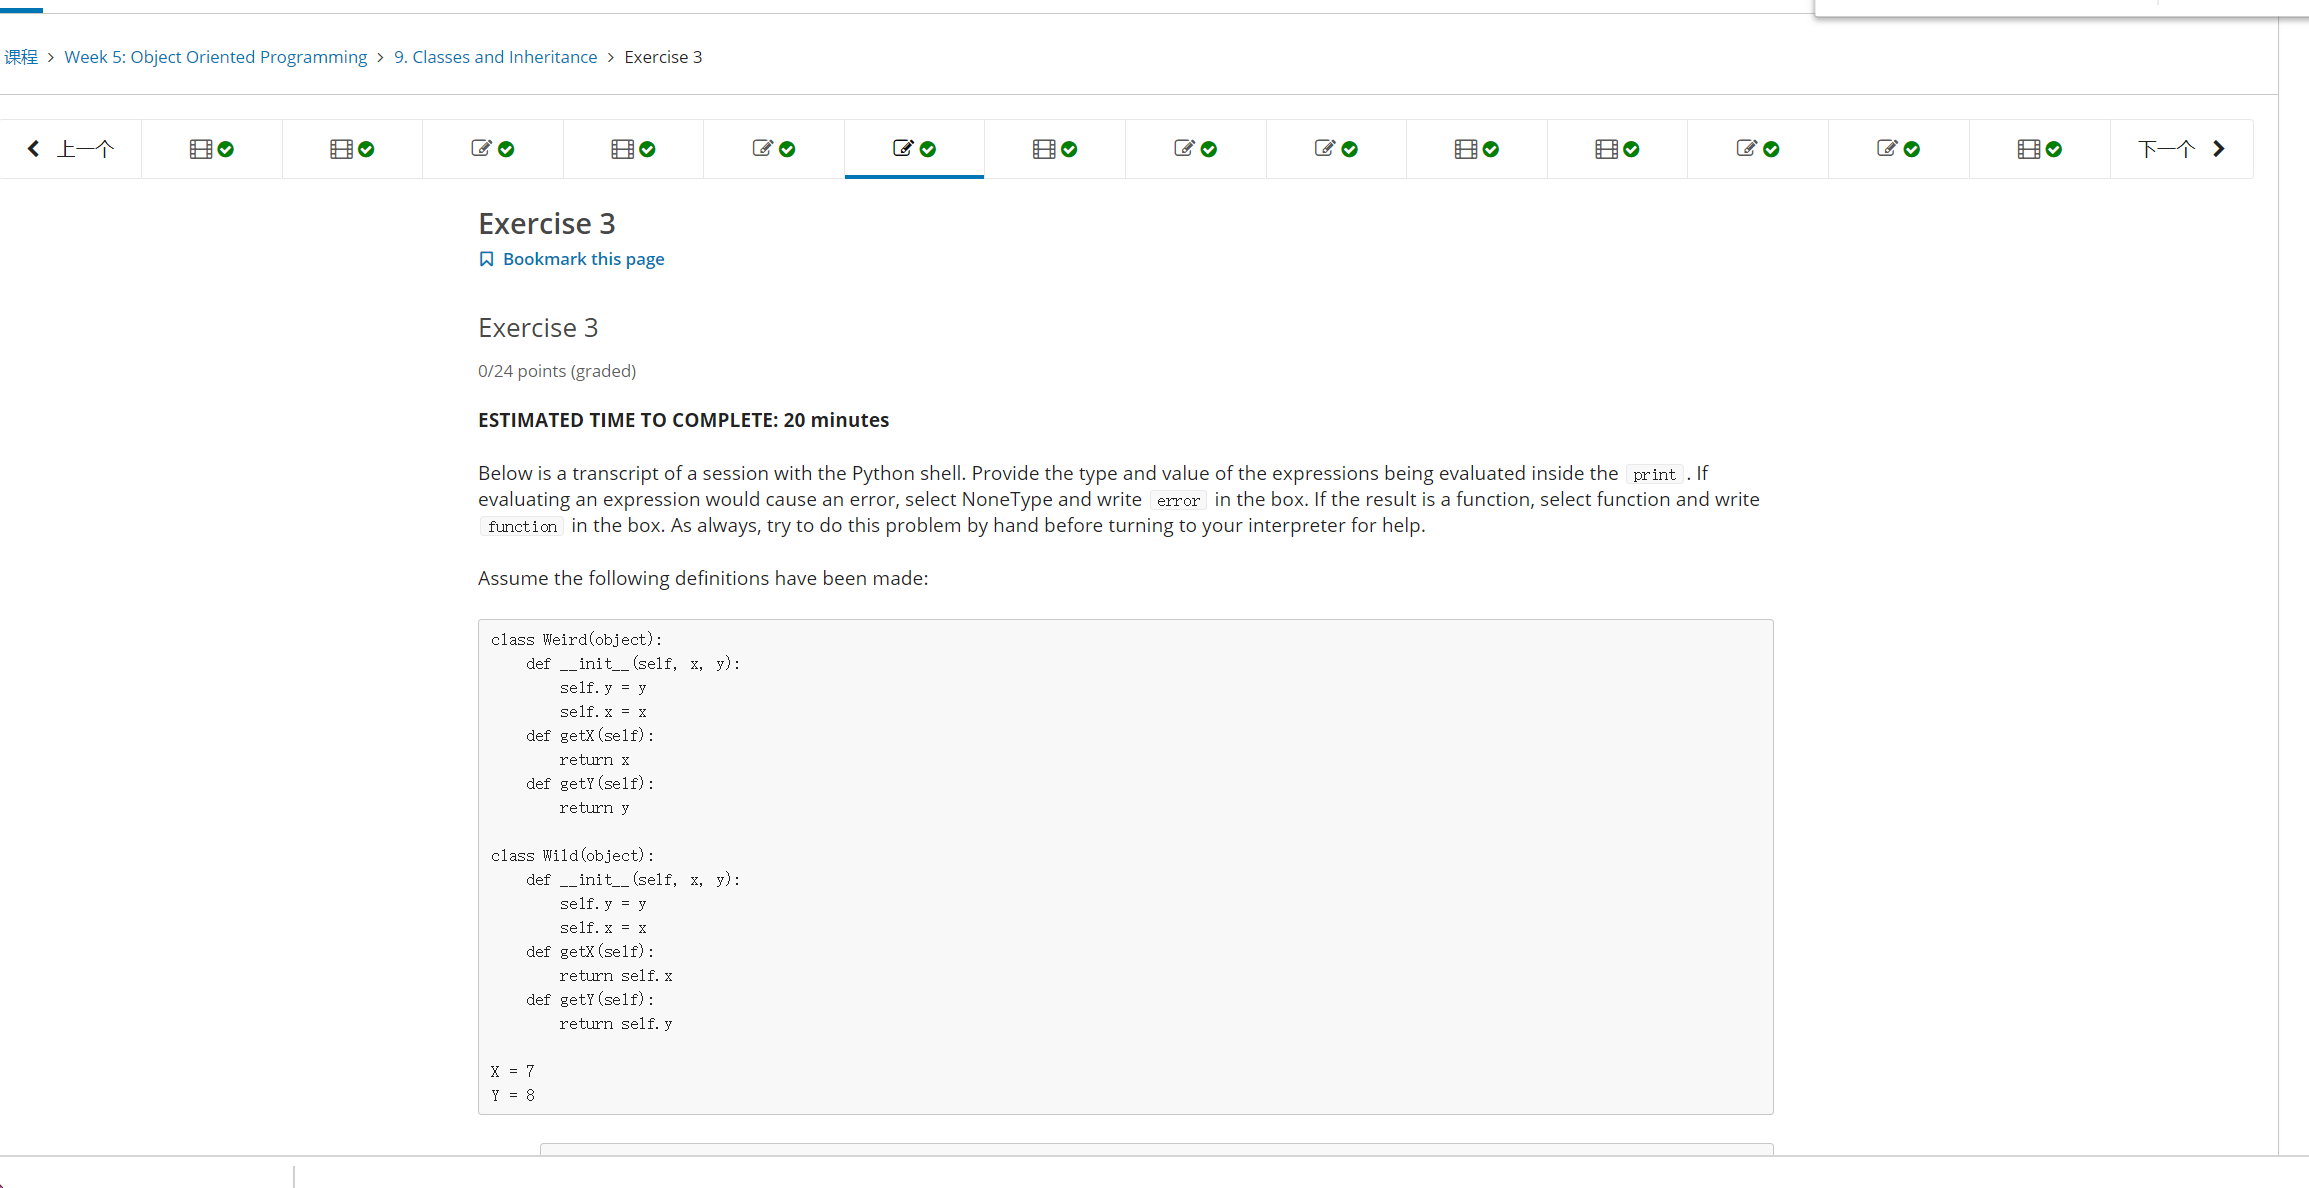 课程 > Week 5: Object Oriented Programming > 9. Classes and Inheritance > Exercise 3
上一个 下一个
Exercise 3
Bookmark this page
Exercise 3
0/24 points (graded)
ESTIMATED TIME TO COMPLETE: 20 minutes
Below is a transcript of a session with the Python shell. Provide the type and value of the expressions being evaluated inside the print . If
evaluating an expression would cause an error, select NoneType and write error in the box. If the result is a function, select function and write
function in the box. As always, try to do this problem by hand before turning to your interpreter for help.
Assume the following definitions have been made:
class Weird(object):
    def __init__(self, x, y):
        self.y = y
        self.x = x
    def getX(self):
        return x
    def getY(self):
        return y
class Wild(object):
    def __init__(self, x, y):
        self.y = y
        self.x = x
    def getX(self):
        return self.x
    def getY(self):
        return self.y
X = 7
Y = 8